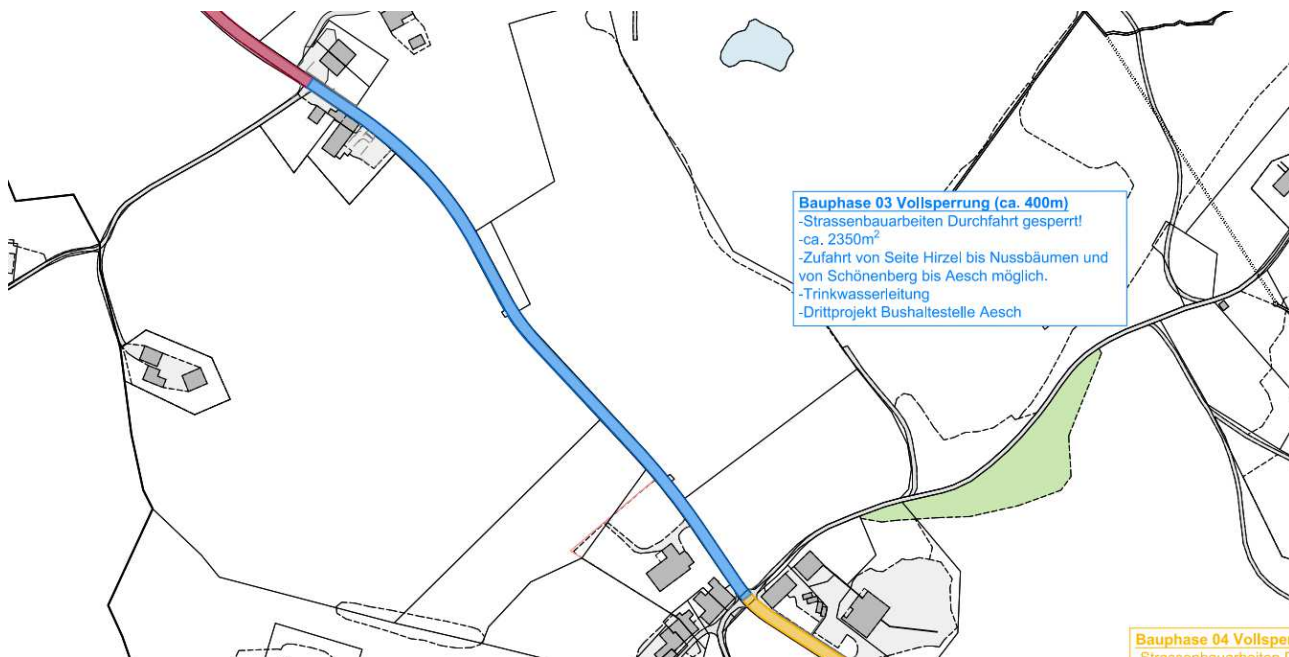 Bauphase 03 Vollsperrung (ca. 400m)
-Strassenbauarbeiten Durchfahrt gesperrt!
-ca. 2350m²
-Zufahrt von Seite Hirzel bis Nussbäumen und
von Schönenberg bis Aesch möglich.
-Trinkwasserleitung
-Drittprojekt Bushaltestelle Aesch
Bauphase 04 Vollspe